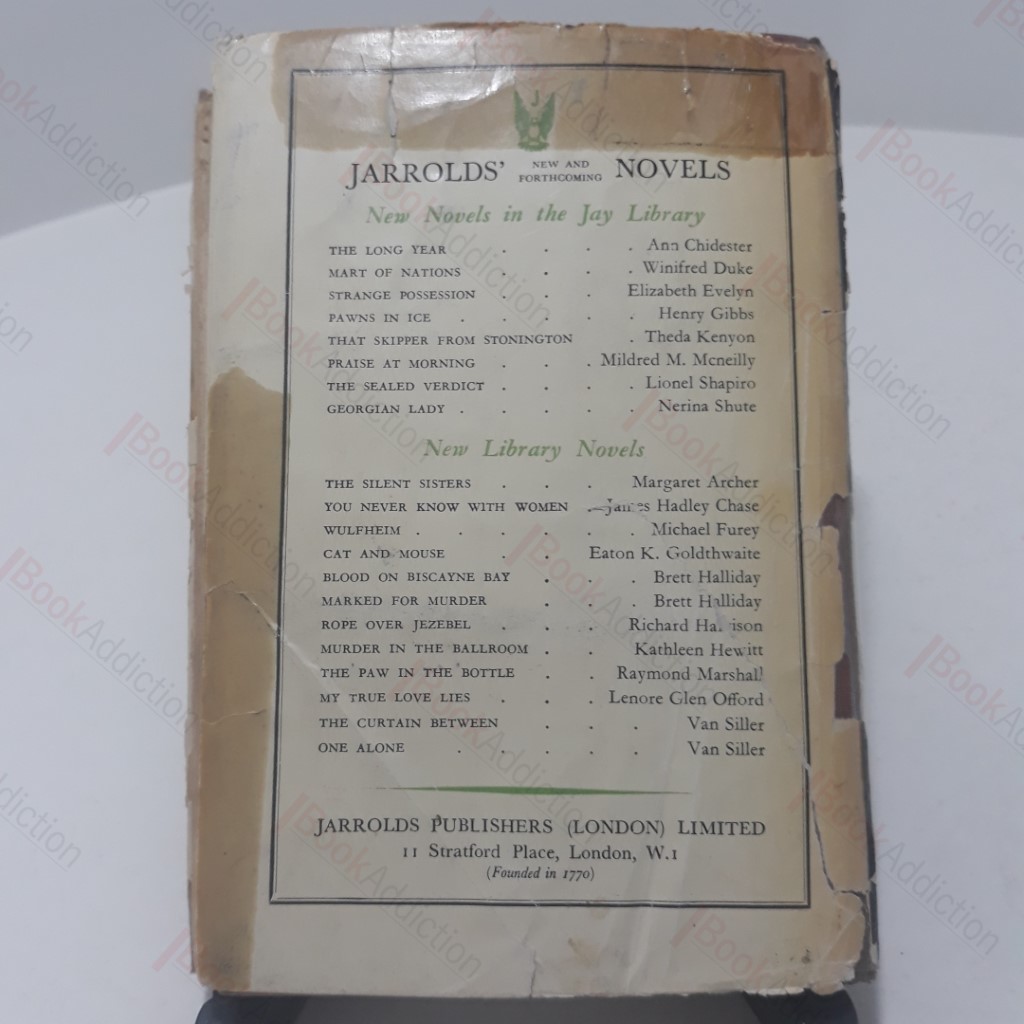 J
JARROLDS' NEW AND FORTHCOMING NOVELS
New Novels in the Jay Library
THE LONG YEAR . . . . Ann Chidester
MART OF NATIONS . . . . Winifred Duke
STRANGE POSSESSION . . . Elizabeth Evelyn
PAWNS IN ICE . . . . . Henry Gibbs
THAT SKIPPER FROM STONINGTON . Theda Kenyon
PRAISE AT MORNING . . . Mildred M. Mcneilly
THE SEALED VERDICT . . . . Lionel Shapiro
GEORGIAN LADY . . . . . Nerina Shute
New Library Novels
THE SILENT SISTERS . . . Margaret Archer
YOU NEVER KNOW WITH WOMEN . James Hadley Chase
WULFHEIM . . . . . . Michael Furey
CAT AND MOUSE . . . Eaton K. Goldthwaite
BLOOD ON BISCAYNE BAY . . . Brett Halliday
MARKED FOR MURDER . . . Brett Halliday
ROPE OVER JEZEBEL . . . Richard Harrison
MURDER IN THE BALLROOM . . Kathleen Hewitt
THE PAW IN THE BOTTLE . . Raymond Marshall
MY TRUE LOVE LIES . . . Lenore Glen Offord
THE CURTAIN BETWEEN . . . Van Siller
ONE ALONE . . . . . Van Siller
JARROLDS PUBLISHERS (LONDON) LIMITED
11 Stratford Place, London, W.1
(Founded in 1770)
BookAddiction